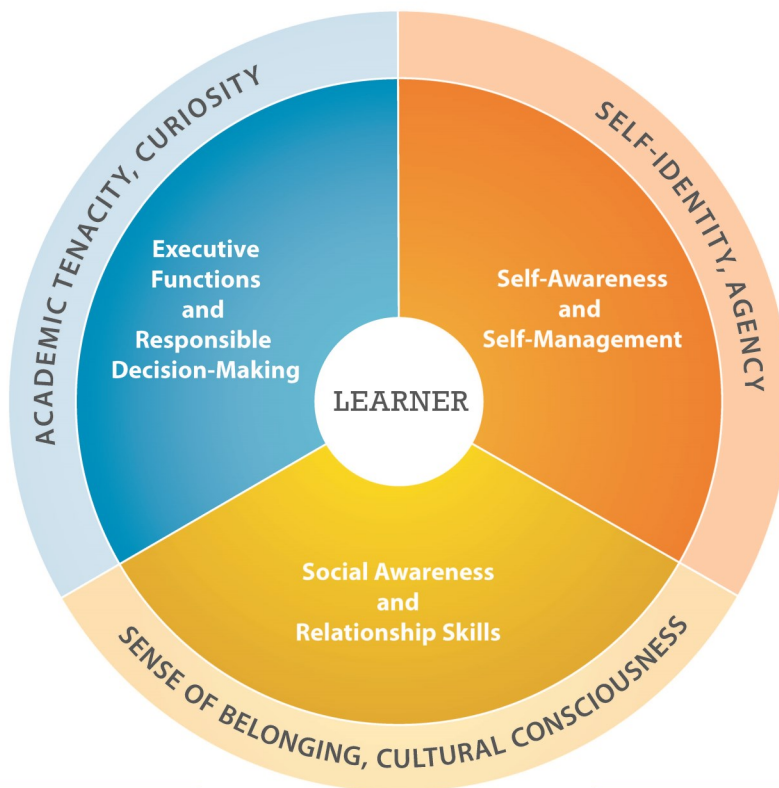 ACADEMIC TENACITY, CURIOSITY
SELF-IDENTITY, AGENCY
Executive
Functions
and
Responsible
Decision-Making
Self-Awareness
and
Self-Management
LEARNER
Social Awareness
and
Relationship Skills
SENSE OF BELONGING, CULTURAL CONSCIOUSNESS